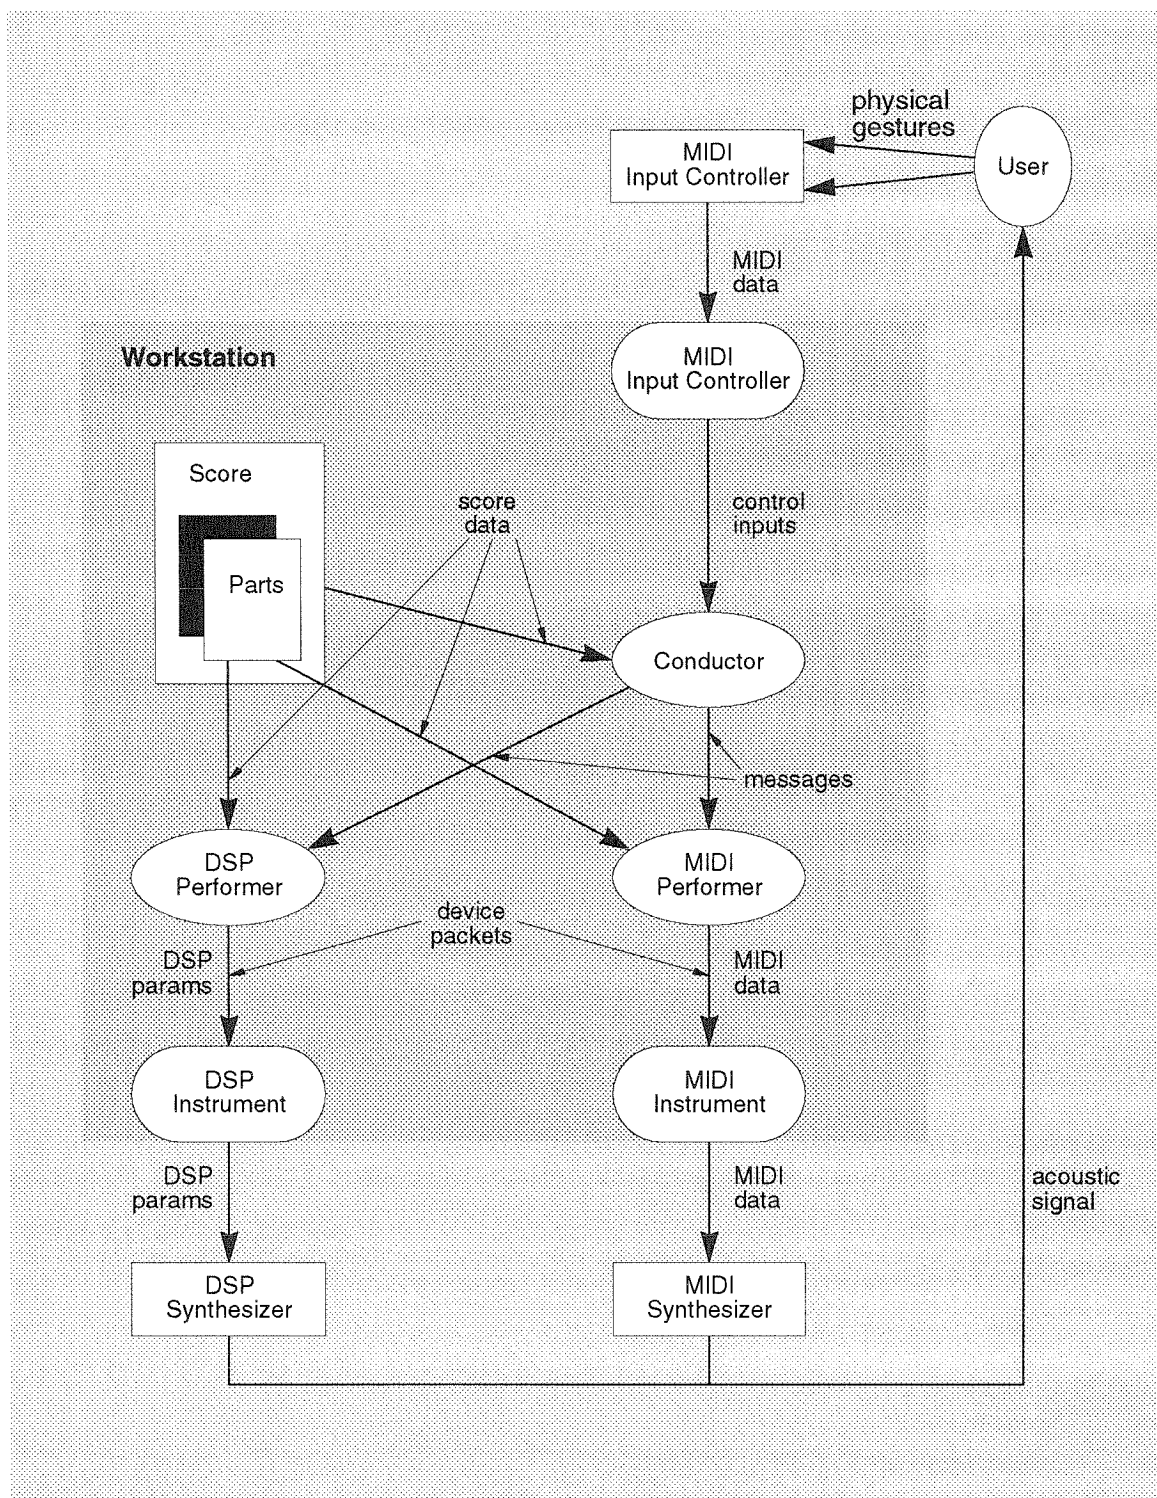 physical
gestures
User
MIDI
Input Controller
MIDI
data
Workstation
MIDI
Input Controller
Score
score
data
control
inputs
Parts
Conductor
messages
DSP
Performer
MIDI
Performer
device
packets
DSP
params
MIDI
data
DSP
Instrument
MIDI
Instrument
DSP
params
MIDI
data
acoustic
signal
DSP
Synthesizer
MIDI
Synthesizer